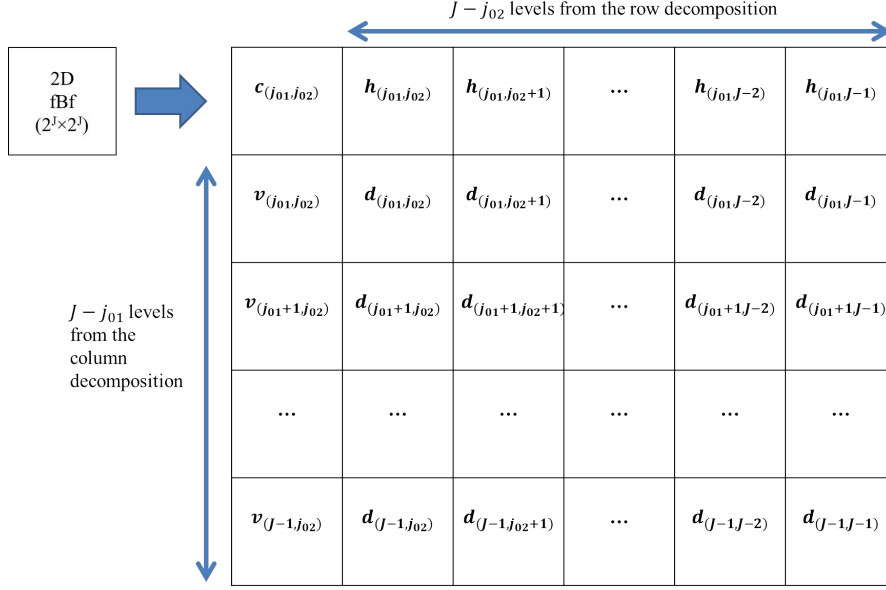 J − j₀₂ levels from the row decomposition
2D
fBf
(2ᴶ×2ᴶ)
c(j₀₁,j₀₂) h(j₀₁,j₀₂) h(j₀₁,j₀₂+1) ... h(j₀₁,J−2) h(j₀₁,J−1)
v(j₀₁,j₀₂) d(j₀₁,j₀₂) d(j₀₁,j₀₂+1) ... d(j₀₁,J−2) d(j₀₁,J−1)
v(j₀₁+1,j₀₂) d(j₀₁+1,j₀₂) d(j₀₁+1,j₀₂+1) ... d(j₀₁+1,J−2) d(j₀₁+1,J−1)
J − j₀₁ levels
from the
column
decomposition
... ... ... ... ... ...
v(J−1,j₀₂) d(J−1,j₀₂) d(J−1,j₀₂+1) ... d(J−1,J−2) d(J−1,J−1)